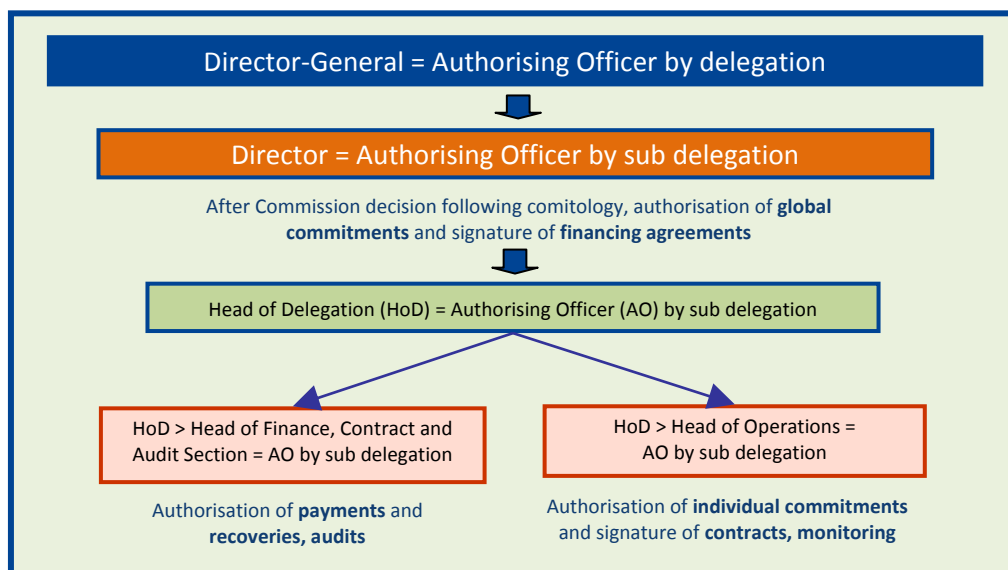 Director-General = Authorising Officer by delegation
Director = Authorising Officer by sub delegation
After Commission decision following comitology, authorisation of global
commitments and signature of financing agreements
Head of Delegation (HoD) = Authorising Officer (AO) by sub delegation
HoD > Head of Finance, Contract and
Audit Section = AO by sub delegation
Authorisation of payments and
recoveries, audits
HoD > Head of Operations =
AO by sub delegation
Authorisation of individual commitments
and signature of contracts, monitoring